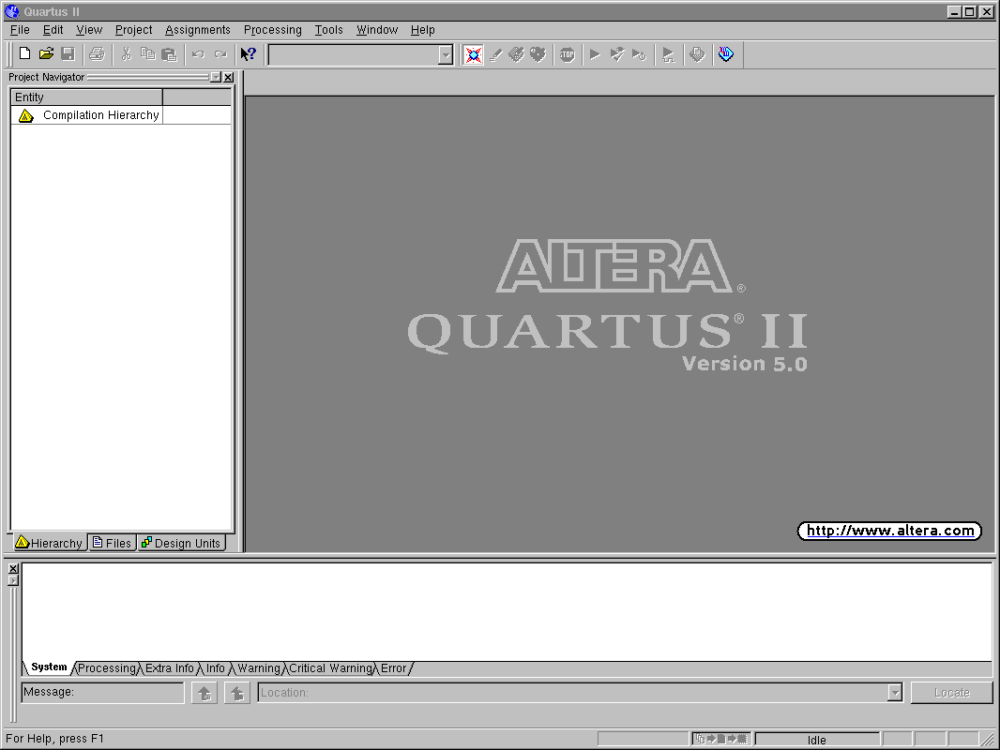 Quartus II
File Edit View Project Assignments Processing Tools Window Help
STOP
Project Navigator
Entity
Compilation Hierarchy
ALTERA®
QUARTUS® II
Version 5.0
http://www.altera.com
Hierarchy Files Design Units
System Processing Extra Info Info Warning Critical Warning Error
Message: Location: Locate
For Help, press F1 Idle